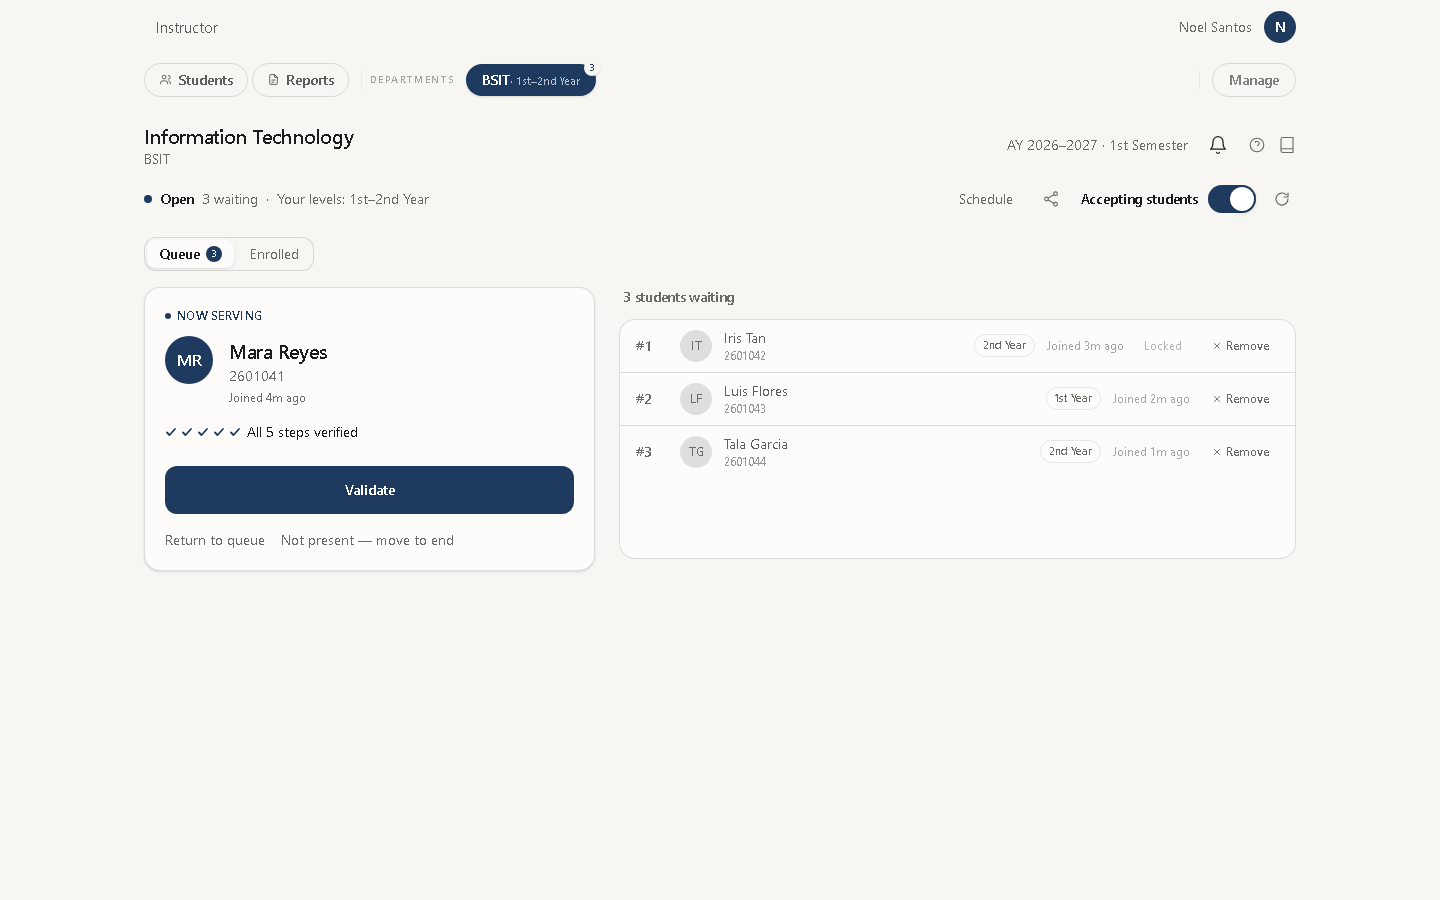 Instructor
Noel Santos
N
Students
Reports
DEPARTMENTS
BSIT · 1st–2nd Year
3
Manage
Information Technology
BSIT
AY 2026–2027 · 1st Semester
Open 3 waiting · Your levels: 1st–2nd Year
Schedule
Accepting students
Queue 3
Enrolled
NOW SERVING
MR
Mara Reyes
2601041
Joined 4m ago
All 5 steps verified
Validate
Return to queue
Not present — move to end
3 students waiting
#1
IT
Iris Tan
2601042
2nd Year
Joined 3m ago
Locked
× Remove
#2
LF
Luis Flores
2601043
1st Year
Joined 2m ago
× Remove
#3
TG
Tala Garcia
2601044
2nd Year
Joined 1m ago
× Remove